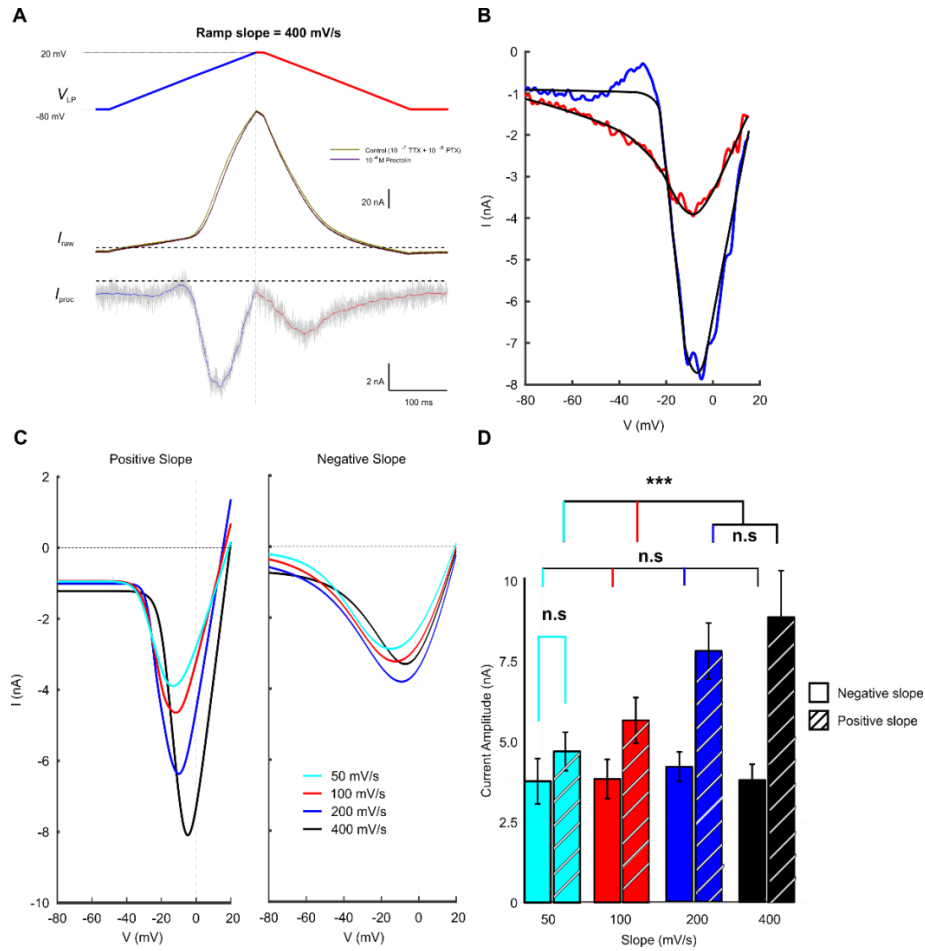 A
Ramp slope = 400 mV/s
20 mV
V_LP
-80 mV
Control (10 ⁻⁷ TTX + 10 ⁻⁶ PTX)
10⁻⁶M Proctolin
20 nA
I_raw
I_proc
2 nA
100 ms
B
0
-1
-2
-3
-4
-5
-6
-7
-8
I (nA)
-80
-60
-40
-20
0
20
V (mV)
C
Positive Slope
Negative Slope
2
0
-2
-4
-6
-8
-10
I (nA)
50 mV/s
100 mV/s
200 mV/s
400 mV/s
-80
-60
-40
-20
0
20
V (mV)
-80
-60
-40
-20
0
20
V (mV)
D
***
n.s
n.s
n.s
10
7.5
5.0
2.5
0
Current Amplitude (nA)
Negative slope
Positive slope
50
100
200
400
Slope (mV/s)